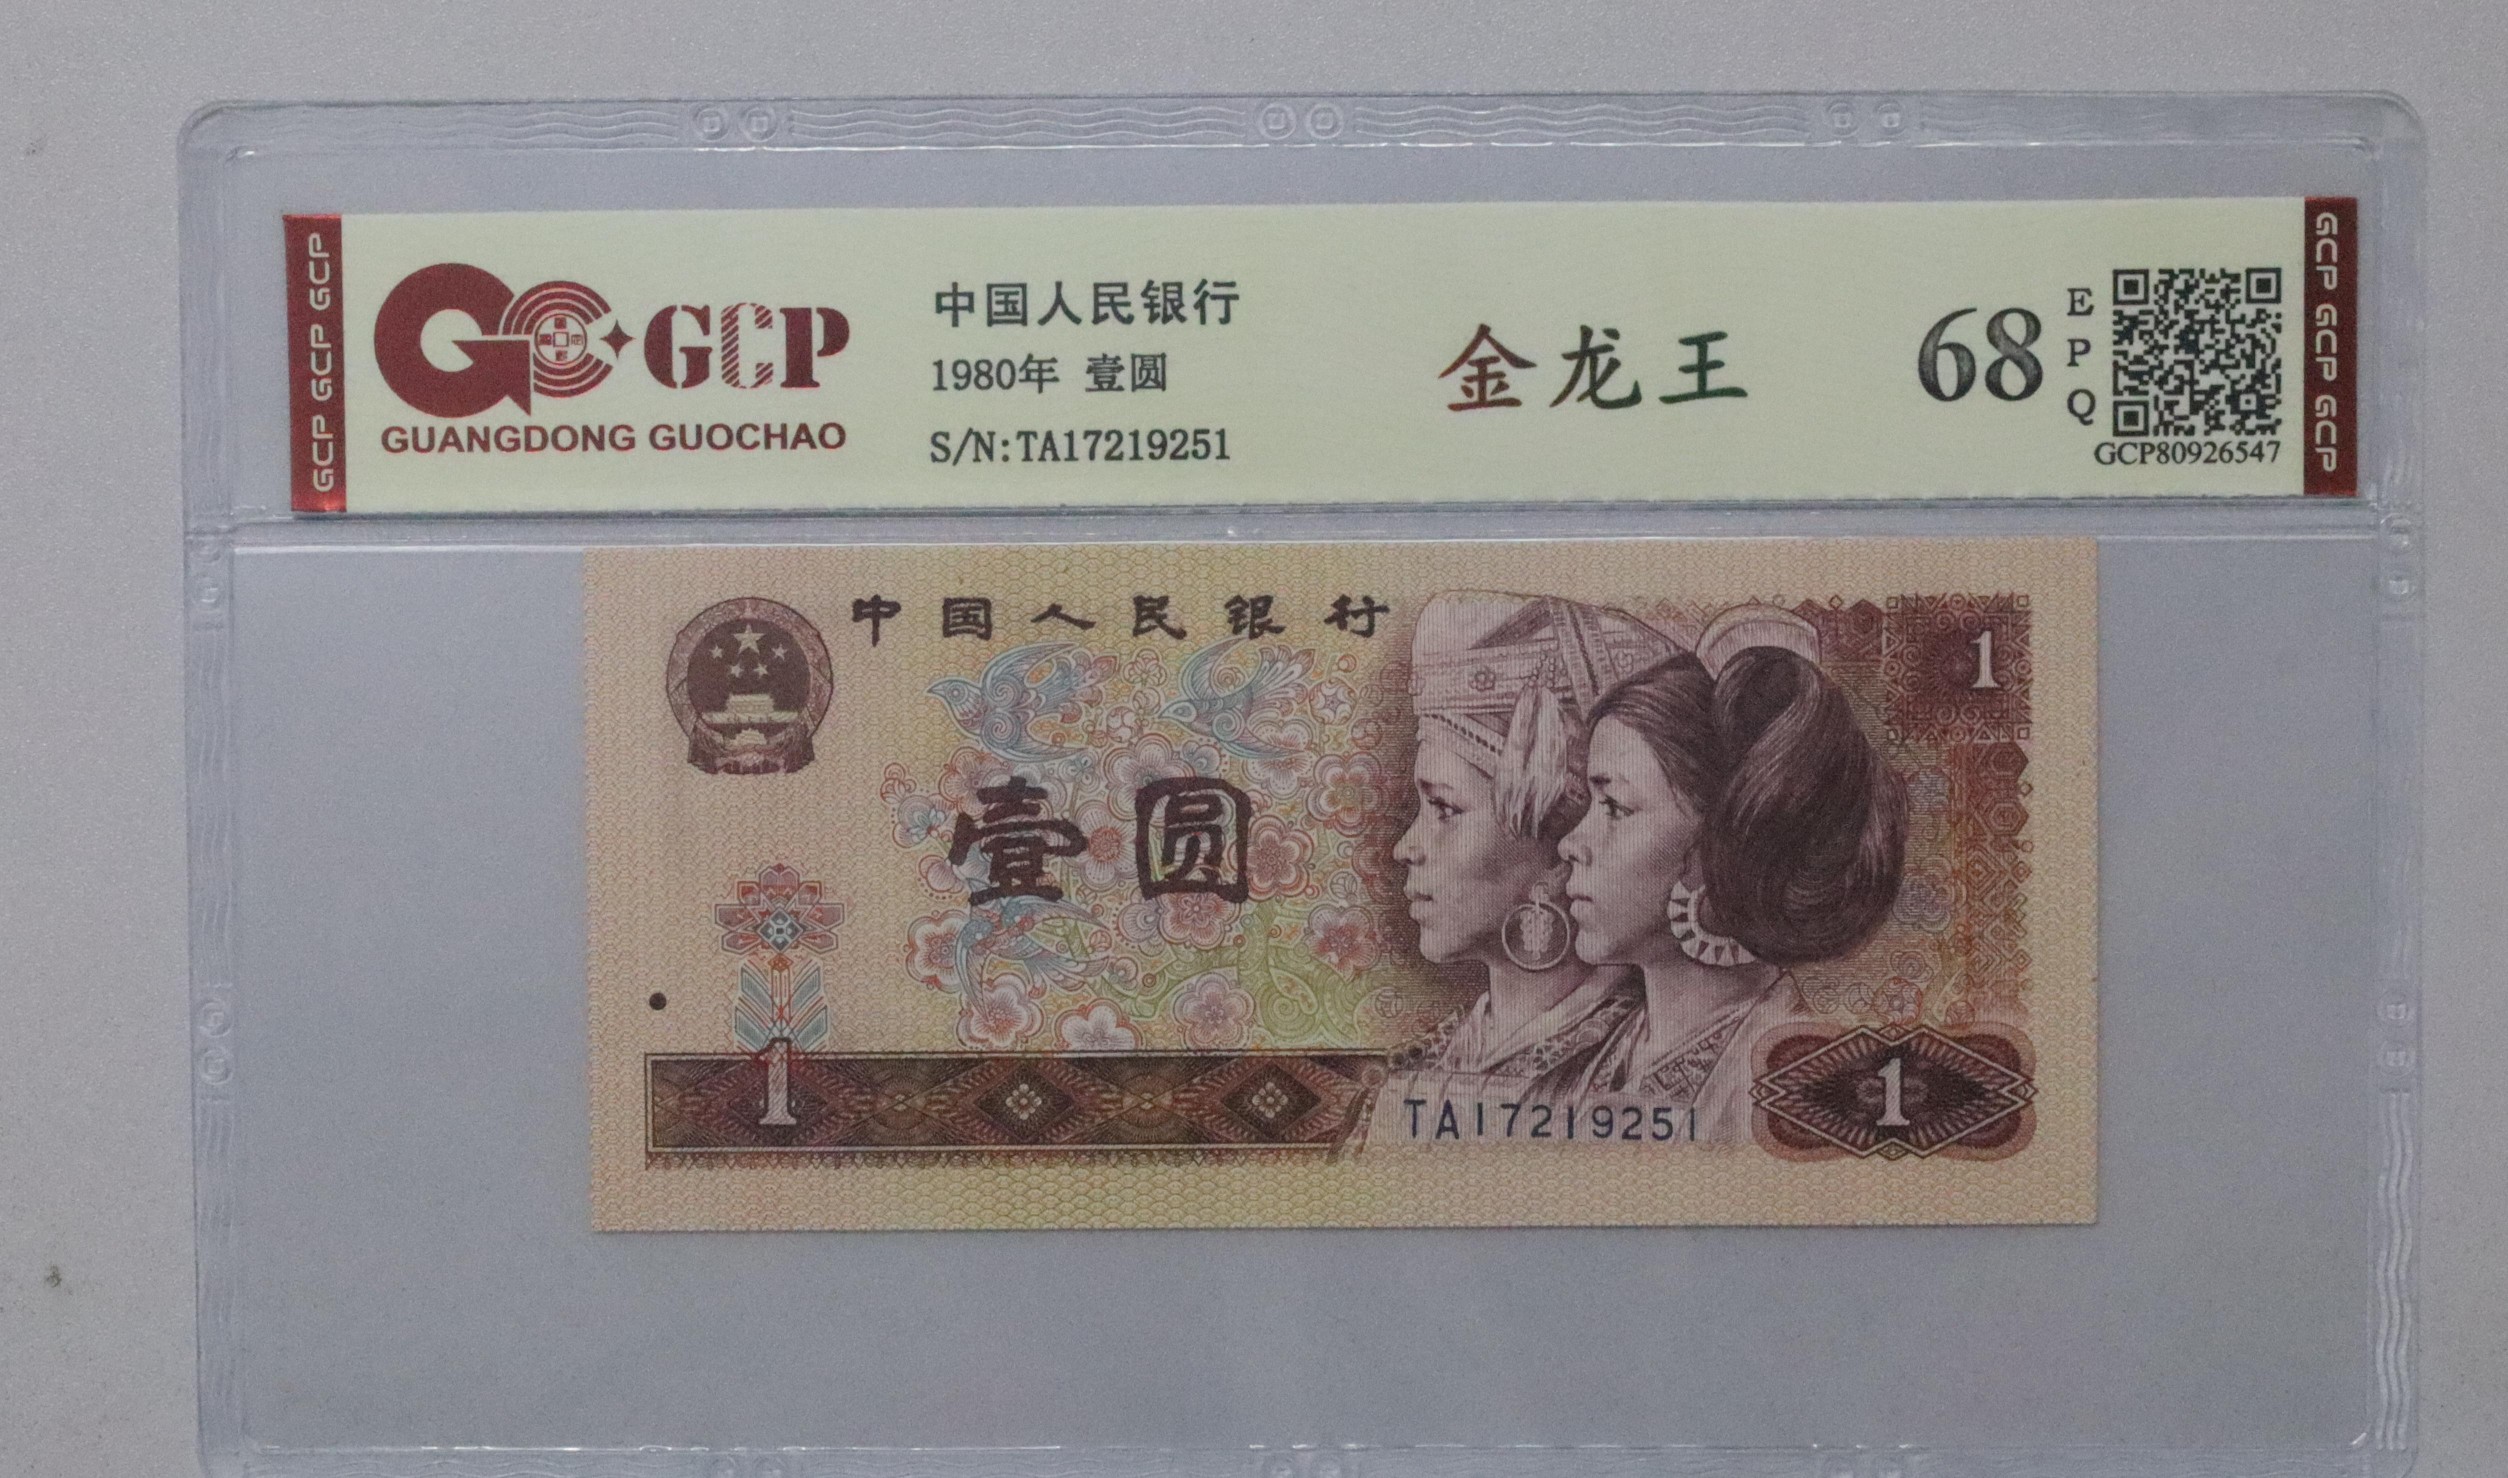 GCP GCP GCP
GCP
GUANGDONG GUOCHAO
中国人民银行
1980年 壹圆
S/N:TA17219251
金龙王
68
E
P
Q
GCP80926547
GCP GCP GCP
中国人民银行
1
壹圆
1
1
TA17219251